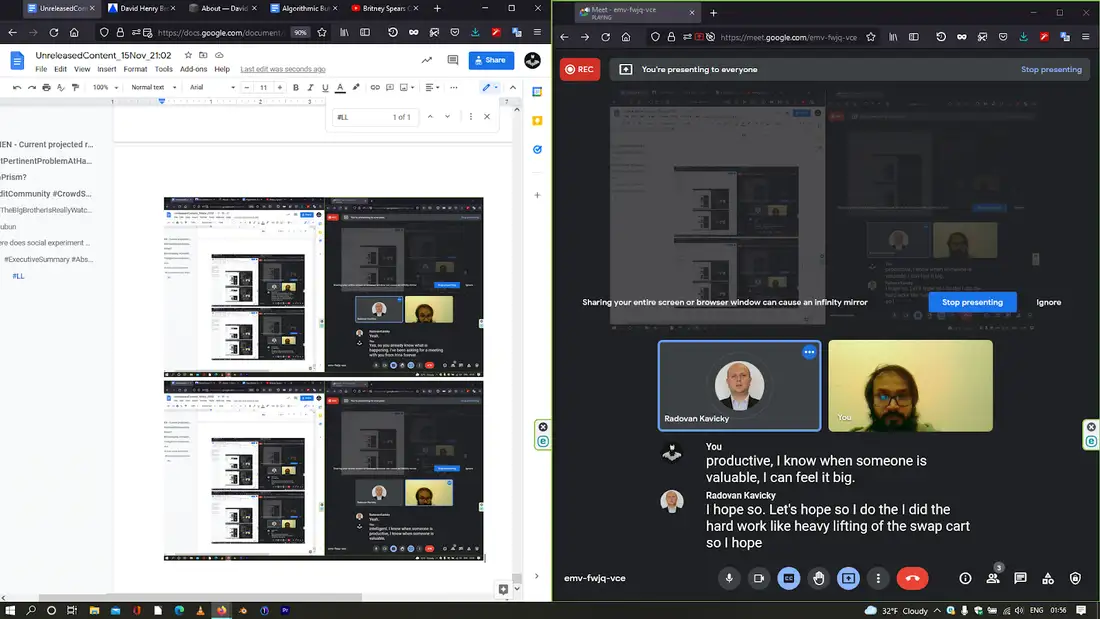 UnreleasedCon
David Henry Br
About — David
Algorithmic Bu
Britney Spears
https://docs.google.com/document
90%
UnreleasedContent_15Nov_21:02
File Edit View Insert Format Tools Add-ons Help
Last edit was seconds ago
Share
100%
Normal text
Arial
11
B I U A
#LL
1 of 1
IEN - Current projected r...
tPertinentProblemAtHa...
Prism?
ditCommunity #CrowdS...
TheBigBrotherIsReallyWatc...
ubun
ere does social experiment ...
#ExecutiveSummary #Abs...
#LL
Meet - emv-fwjq-vce
PLAYING
https://meet.google.com/emv-fwjq-vce
REC
You're presenting to everyone
Stop presenting
Sharing your entire screen or browser window can cause an infinity mirror
Stop presenting
Ignore
Radovan Kavicky
You
You
productive, I know when someone is
valuable, I can feel it big.
Radovan Kavicky
I hope so. Let's hope so I do the I did the
hard work like heavy lifting of the swap cart
so I hope
emv-fwjq-vce
3
32°F Cloudy
ENG
01:56